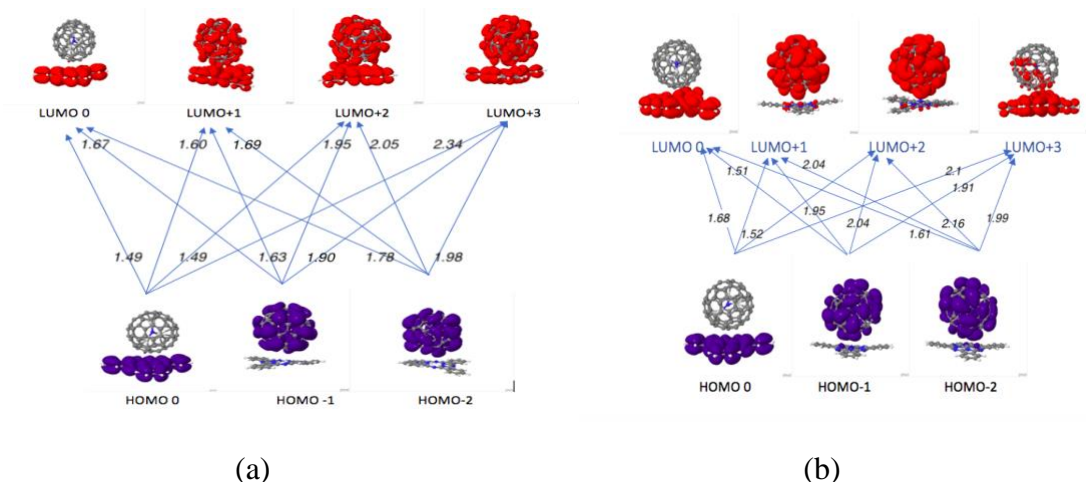 LUMO 0 LUMO+1 LUMO+2 LUMO+3
1.67 1.60 1.69 1.95 2.05 2.34
1.49 1.49 1.63 1.90 1.78 1.98
HOMO 0 HOMO -1 HOMO-2
(a)
LUMO 0 LUMO+1 LUMO+2 LUMO+3
1.51 2.04 2.1 1.91
1.68 1.52 1.95 2.04 1.61 2.16 1.99
HOMO 0 HOMO-1 HOMO-2
(b)